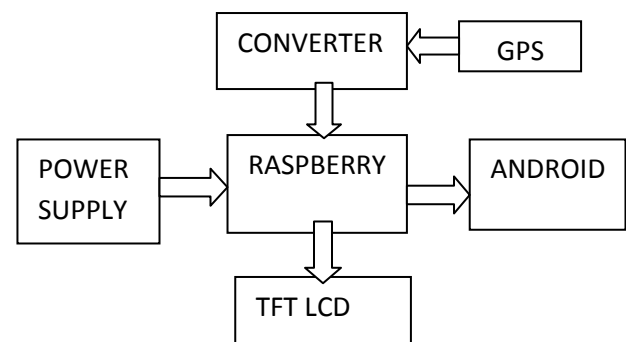 CONVERTER
GPS
POWER
SUPPLY
RASPBERRY
ANDROID
TFT LCD